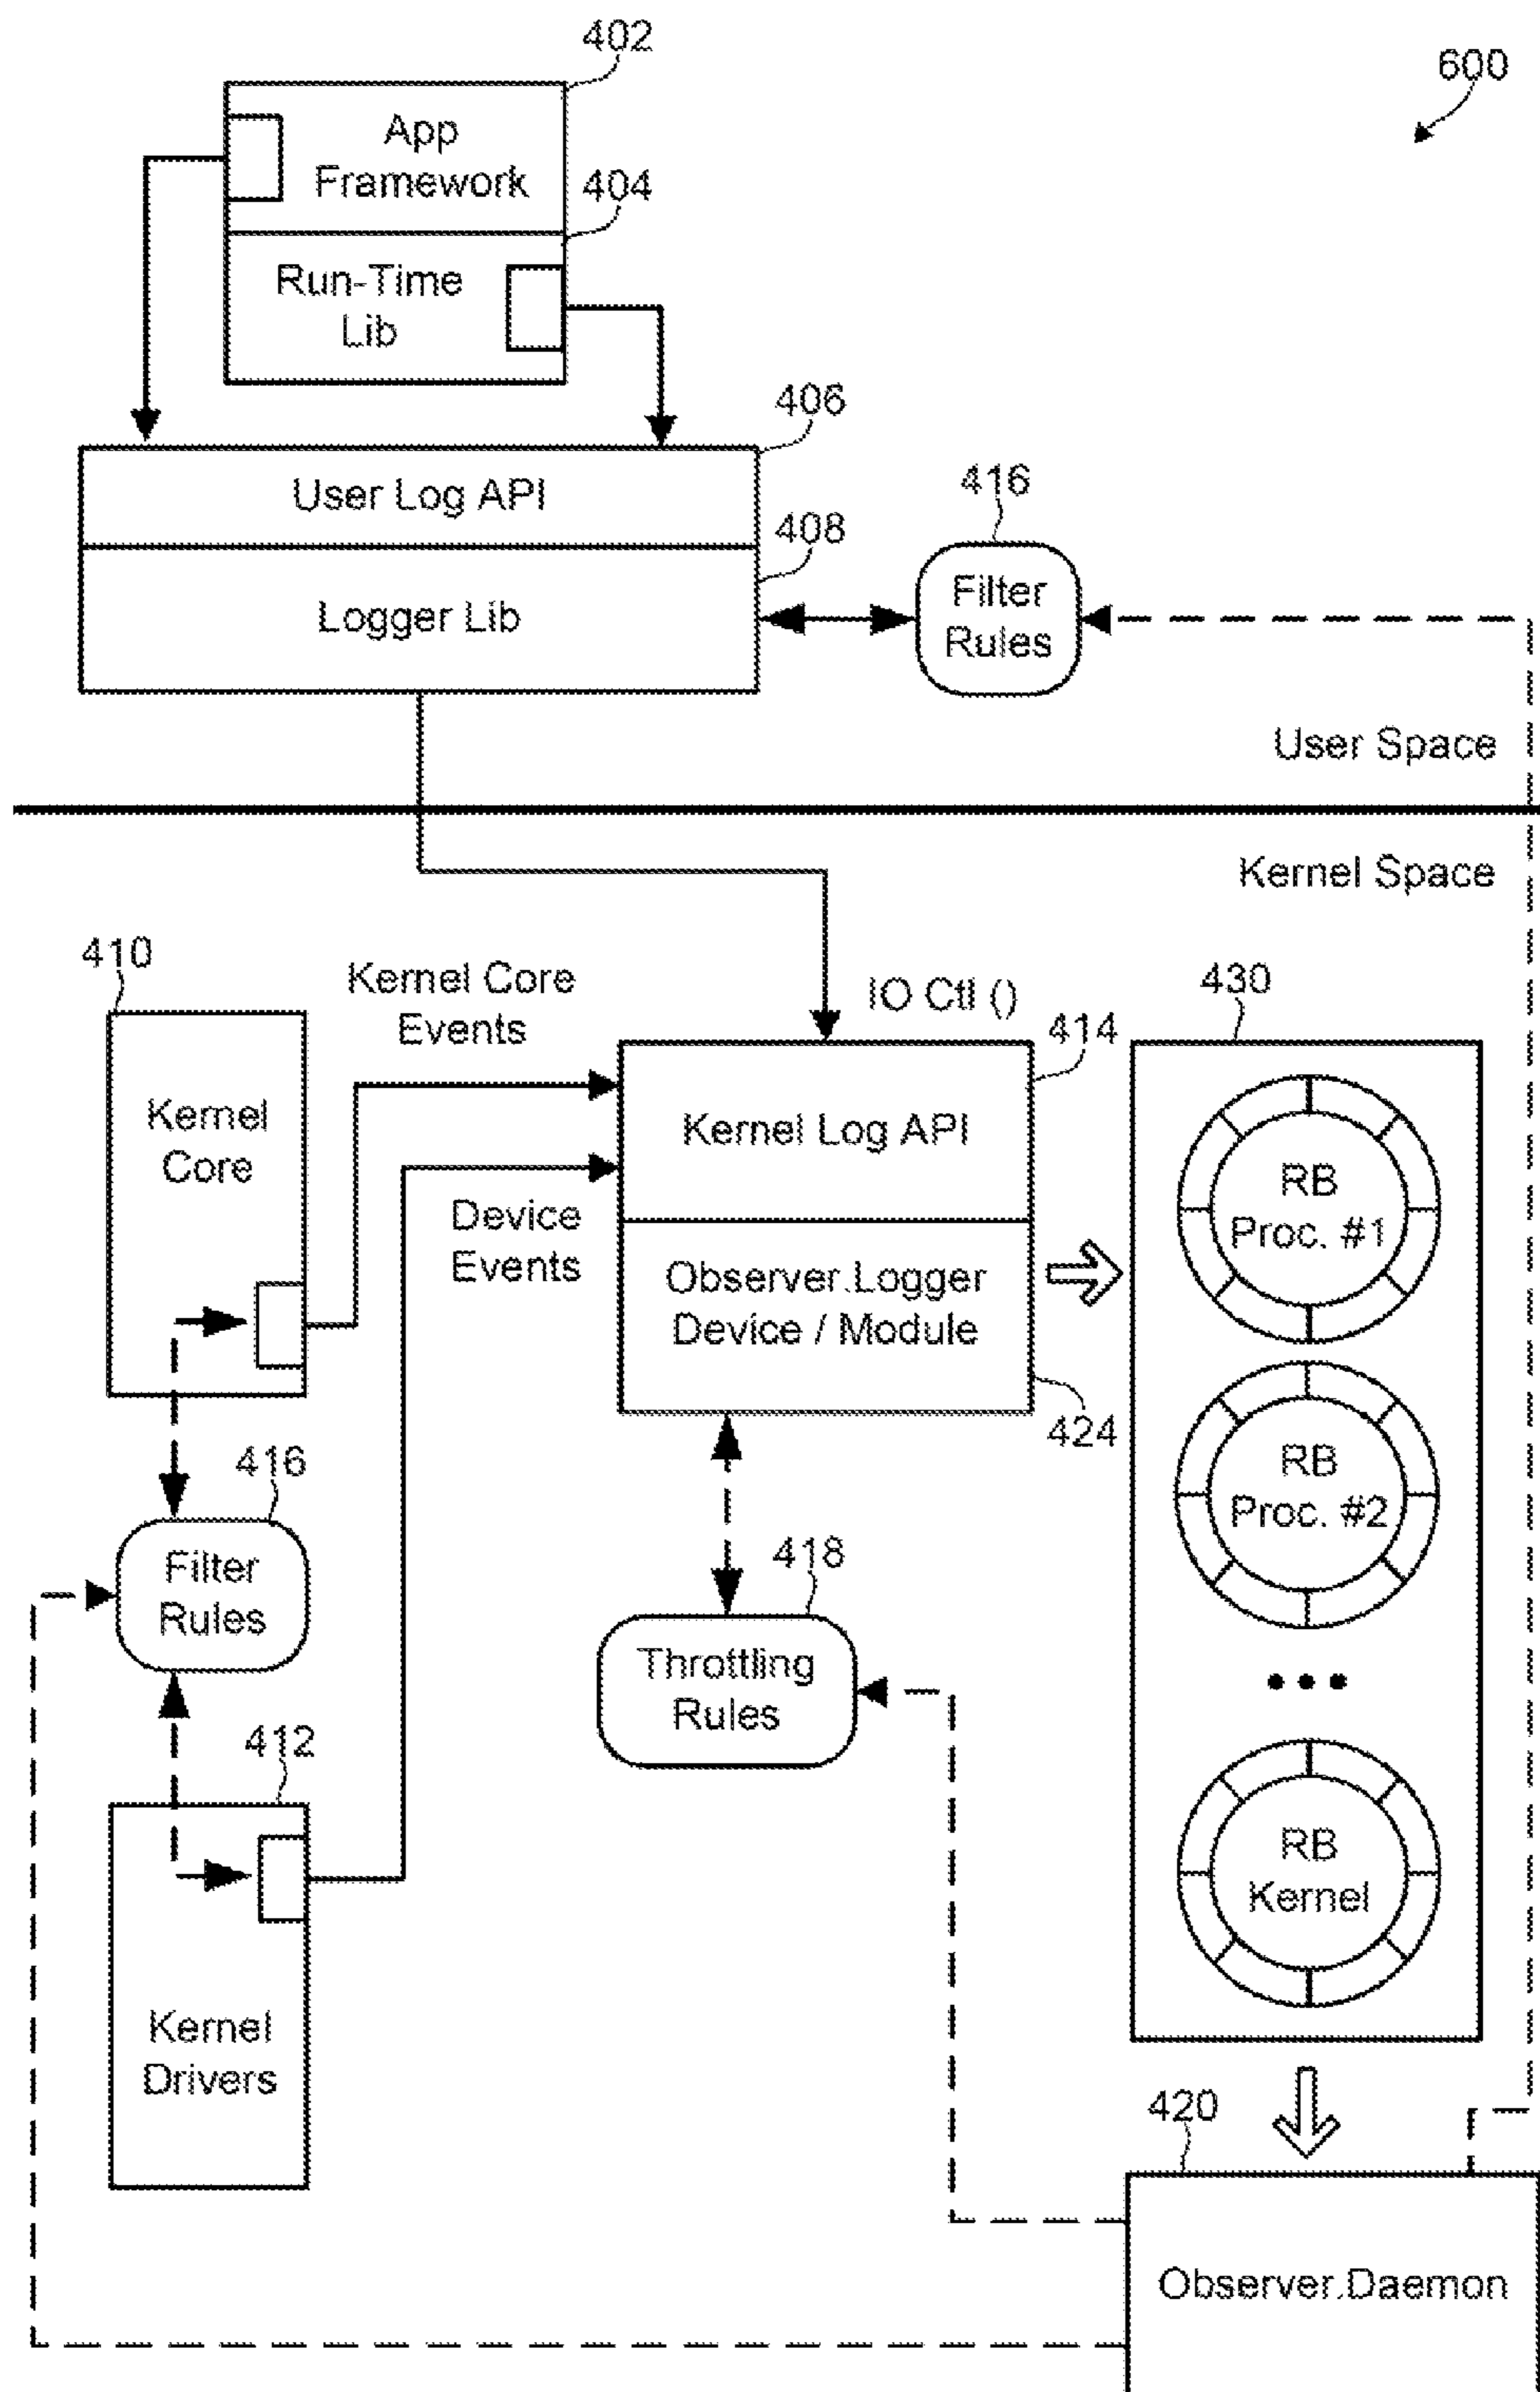 402
600
App
Framework
404
Run-Time
Lib
406
User Log API
416
408
Filter
Rules
Logger Lib
User Space
Kernel Space
410
Kernel Core
Events
IO Ctl ()
430
414
Kernel
Core
Kernel Log API
RB
Proc. #1
Device
Events
Observer.Logger
Device / Module
424
RB
Proc. #2
416
Filter
Rules
418
Throttling
Rules
412
RB
Kernel
Kernel
Drivers
420
Observer.Daemon